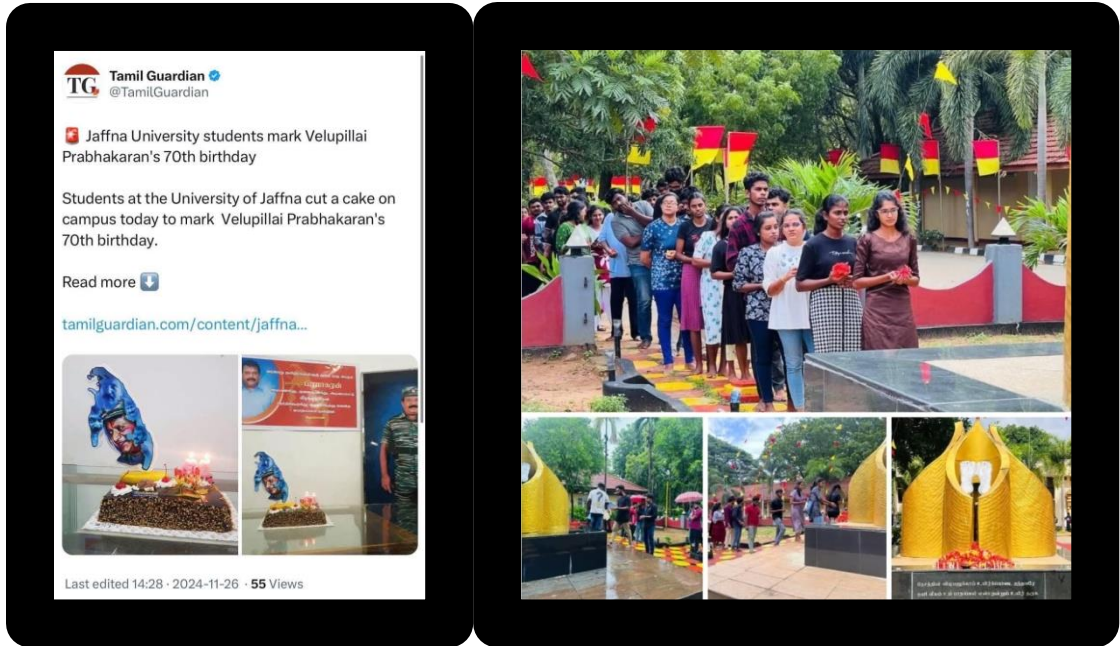 TG
Tamil Guardian
@TamilGuardian
🚨 Jaffna University students mark Velupillai
Prabhakaran's 70th birthday
Students at the University of Jaffna cut a cake on
campus today to mark Velupillai Prabhakaran's
70th birthday.
Read more ⬇️
tamilguardian.com/content/jaffna...
Last edited 14:28 · 2024-11-26 · 55 Views